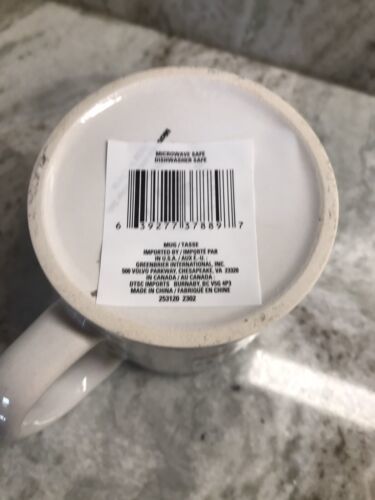 MICROWAVE SAFE
DISHWASHER SAFE
6 39277 37889 7
MUG / TASSE
IMPORTED BY / IMPORTÉ PAR
IN U.S.A. / AUX É.-U. :
GREENBRIER INTERNATIONAL, INC.
500 VOLVO PARKWAY, CHESAPEAKE, VA 23320
IN CANADA / AU CANADA :
DTSC IMPORTS BURNABY, BC V5G 4P3
MADE IN CHINA / FABRIQUÉ EN CHINE
253120 2302